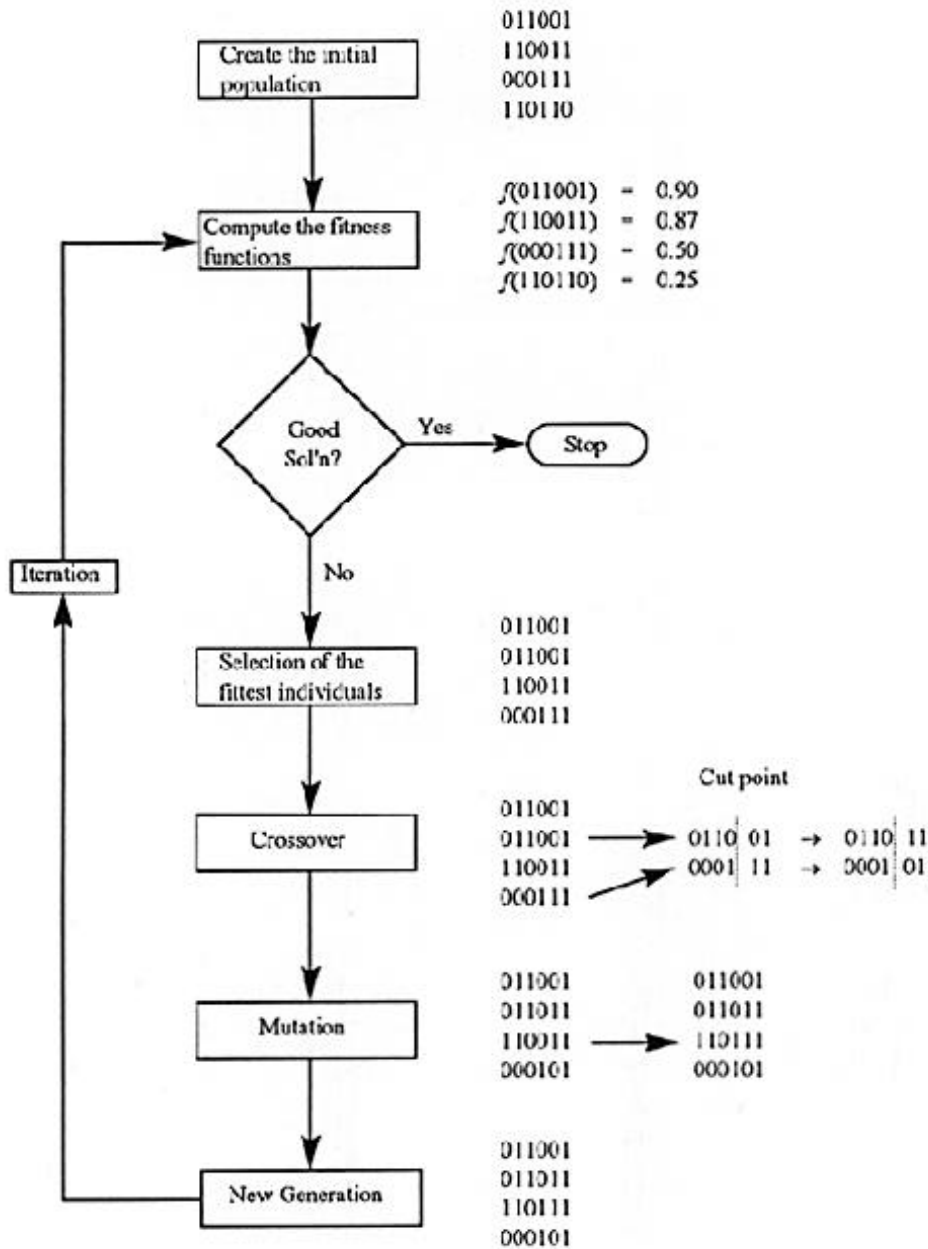 011001
110011
000111
110110
Create the initial
population
f(011001) = 0.90
f(110011) = 0.87
f(000111) = 0.50
f(110110) = 0.25
Compute the fitness
functions
Good
Sol'n?
Yes
Stop
No
Iteration
011001
011001
110011
000111
Selection of the
fittest individuals
Cut point
011001
011001
110011
000111
0110 01 → 0110 11
0001 11 → 0001 01
Crossover
011001
011011
110011
000101
011001
011011
110111
000101
Mutation
011001
011011
110111
000101
New Generation